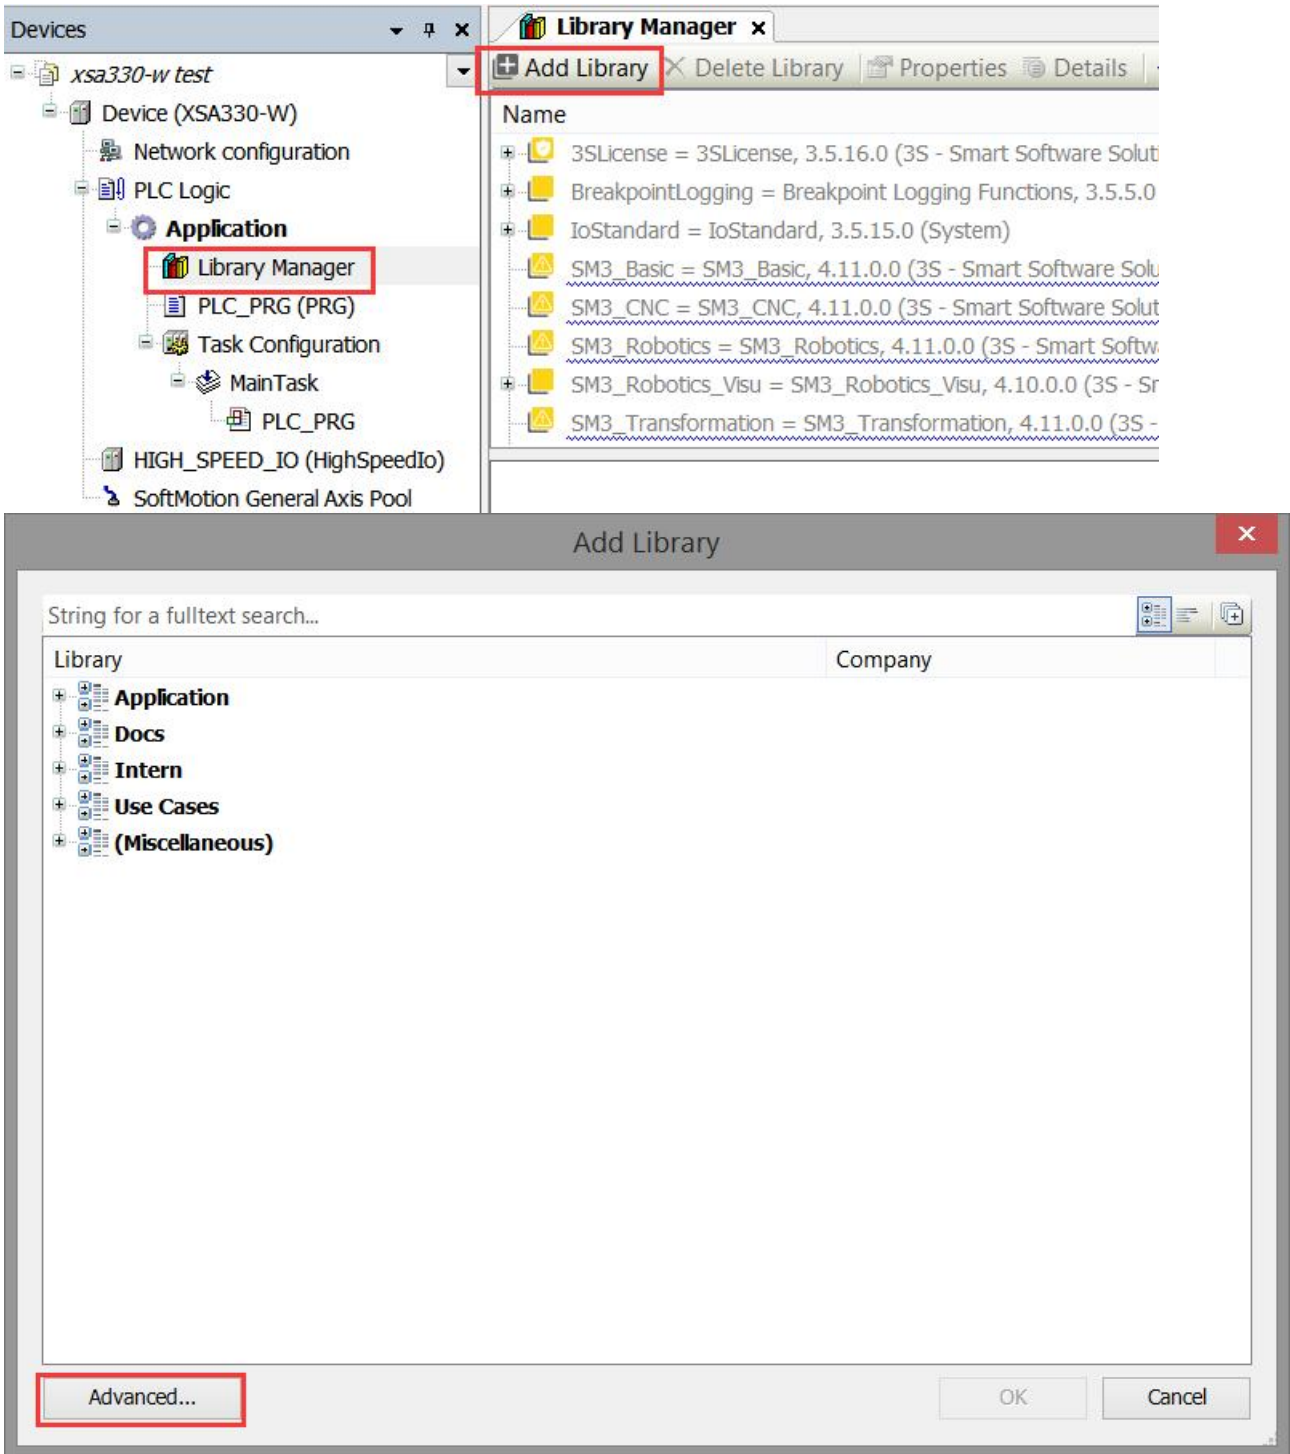 Devices
xsa330-w test
Device (XSA330-W)
Network configuration
PLC Logic
Application
Library Manager
PLC_PRG (PRG)
Task Configuration
MainTask
PLC_PRG
HIGH_SPEED_IO (HighSpeedIo)
SoftMotion General Axis Pool
Library Manager
Add Library Delete Library Properties Details
Name
3SLicense = 3SLicense, 3.5.16.0 (3S - Smart Software Soluti
BreakpointLogging = Breakpoint Logging Functions, 3.5.5.0
IoStandard = IoStandard, 3.5.15.0 (System)
SM3_Basic = SM3_Basic, 4.11.0.0 (3S - Smart Software Solu
SM3_CNC = SM3_CNC, 4.11.0.0 (3S - Smart Software Solut
SM3_Robotics = SM3_Robotics, 4.11.0.0 (3S - Smart Softw
SM3_Robotics_Visu = SM3_Robotics_Visu, 4.10.0.0 (3S - Sr
SM3_Transformation = SM3_Transformation, 4.11.0.0 (3S -
Add Library
String for a fulltext search...
Library Company
Application
Docs
Intern
Use Cases
(Miscellaneous)
Advanced... OK Cancel